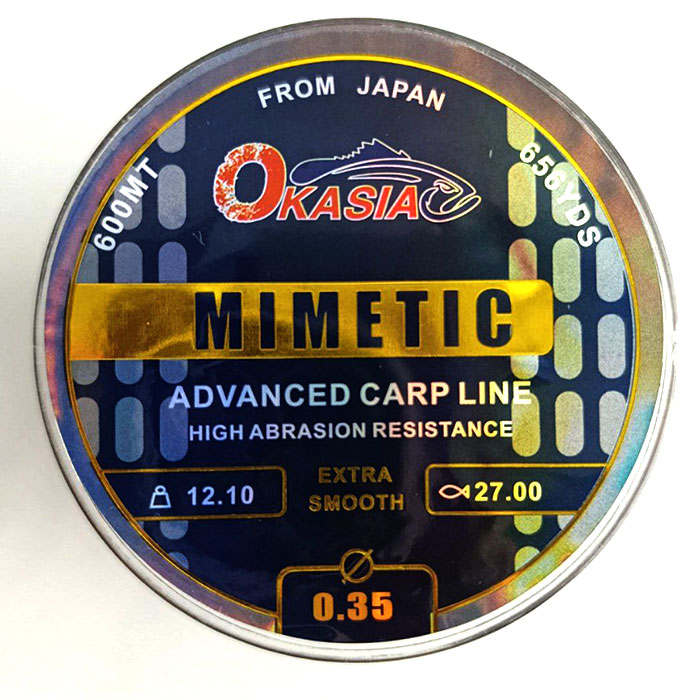 FROM JAPAN
600MT
656YDS
OKASIA
MIMETIC
ADVANCED CARP LINE
HIGH ABRASION RESISTANCE
EXTRA
SMOOTH
12.10
27.00
Ø
0.35